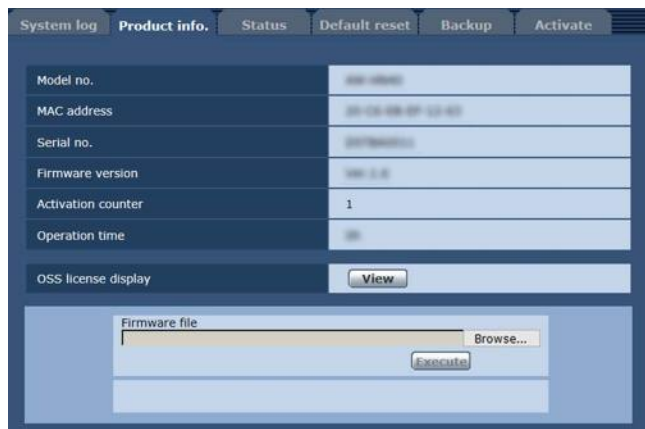 System log Product info. Status Default reset Backup Activate
Model no.
MAC address
Serial no.
Firmware version
Activation counter 1
Operation time
OSS license display View
Firmware file
Browse...
Execute